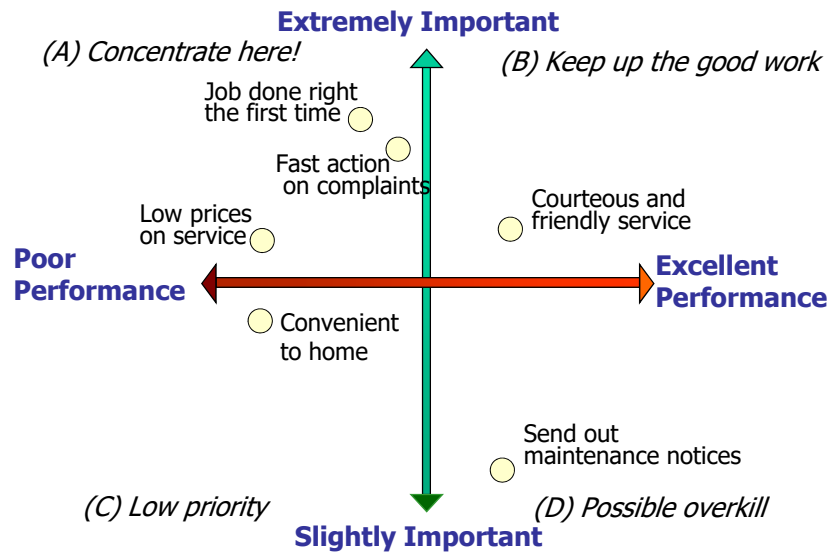 Extremely Important
(A) Concentrate here!
(B) Keep up the good work
Job done right
the first time
Fast action
on complaints
Courteous and
friendly service
Low prices
on service
Poor
Performance
Excellent
Performance
Convenient
to home
Send out
maintenance notices
(C) Low priority
(D) Possible overkill
Slightly Important